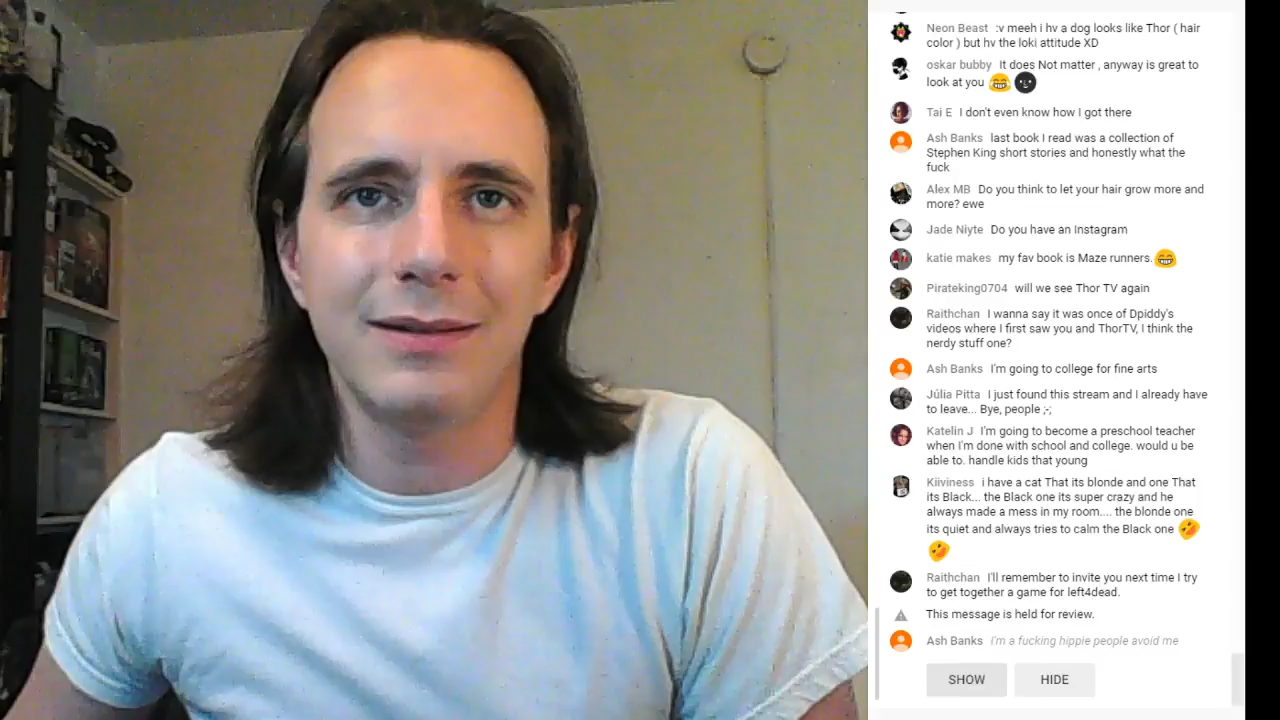 Neon Beast :v meeh i hv a dog looks like Thor ( hair
color ) but hv the loki attitude XD
oskar bubby It does Not matter , anyway is great to
look at you
Tai E I don't even know how I got there
Ash Banks last book I read was a collection of
Stephen King short stories and honestly what the
fuck
Alex MB Do you think to let your hair grow more and
more? ewe
Jade Niyte Do you have an Instagram
katie makes my fav book is Maze runners.
Pirateking0704 will we see Thor TV again
Raithchan I wanna say it was once of Dpiddy's
videos where I first saw you and ThorTV, I think the
nerdy stuff one?
Ash Banks I'm going to college for fine arts
Júlia Pitta I just found this stream and I already have
to leave... Bye, people ;-;
Katelin J I'm going to become a preschool teacher
when I'm done with school and college. would u be
able to. handle kids that young
Kiiviness i have a cat That its blonde and one That
its Black... the Black one its super crazy and he
always made a mess in my room.... the blonde one
its quiet and always tries to calm the Black one
Raithchan I'll remember to invite you next time I try
to get together a game for left4dead.
This message is held for review.
Ash Banks I'm a fucking hippie people avoid me
SHOW HIDE